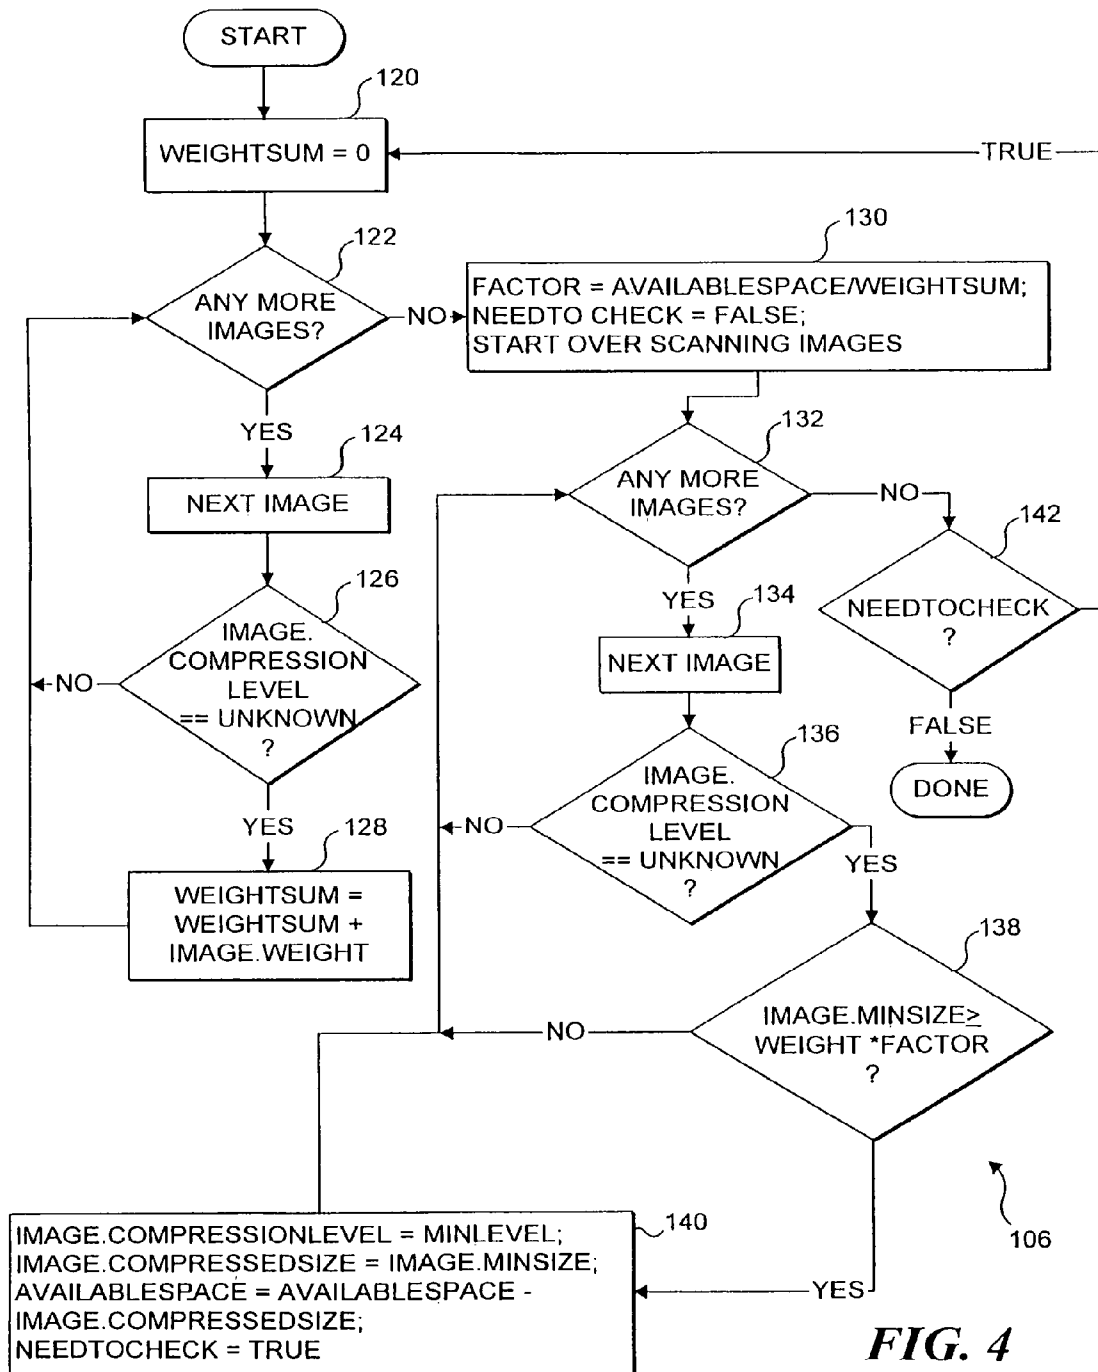 START
120
WEIGHTSUM = 0
TRUE
122
ANY MORE
IMAGES?
NO
130
FACTOR = AVAILABLESPACE/WEIGHTSUM;
NEEDTO CHECK = FALSE;
START OVER SCANNING IMAGES
YES
124
NEXT IMAGE
126
IMAGE.
COMPRESSION
LEVEL
== UNKNOWN
?
NO
YES
128
WEIGHTSUM =
WEIGHTSUM +
IMAGE.WEIGHT
132
ANY MORE
IMAGES?
NO
142
NEEDTOCHECK
?
FALSE
DONE
YES
134
NEXT IMAGE
136
IMAGE.
COMPRESSION
LEVEL
== UNKNOWN
?
NO
YES
138
IMAGE.MINSIZE≥
WEIGHT *FACTOR
?
NO
YES
140
IMAGE.COMPRESSIONLEVEL = MINLEVEL;
IMAGE.COMPRESSEDSIZE = IMAGE.MINSIZE;
AVAILABLESPACE = AVAILABLESPACE -
IMAGE.COMPRESSEDSIZE;
NEEDTOCHECK = TRUE
106
FIG. 4